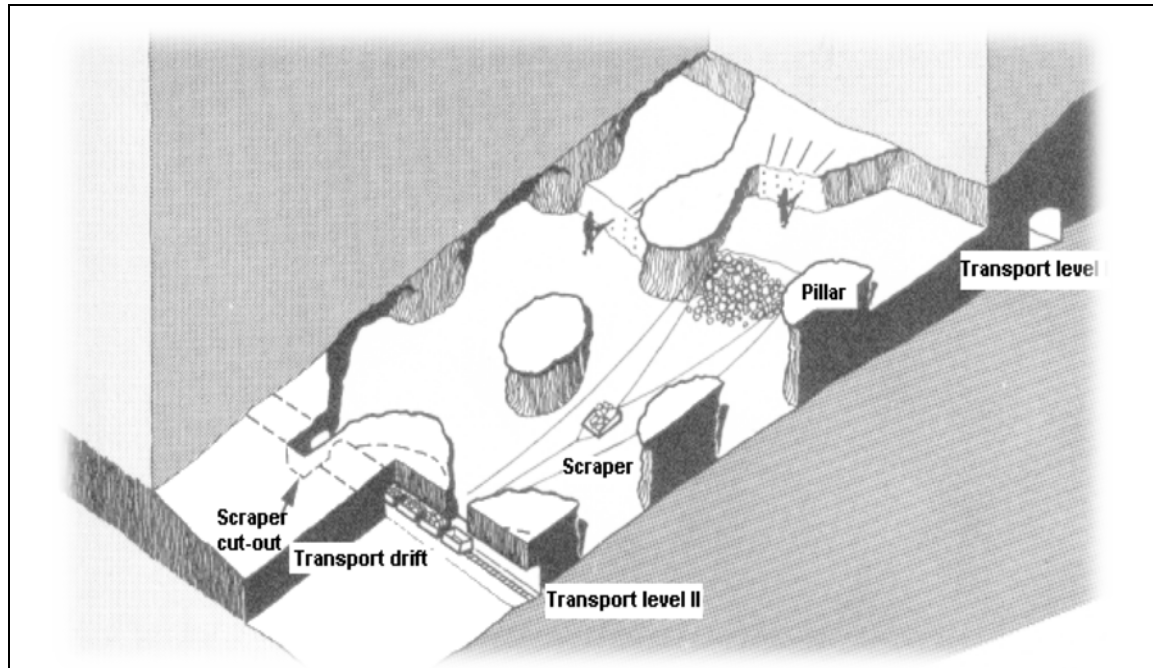 Transport level
Pillar
Scraper
Scraper
cut-out
Transport drift
Transport level II